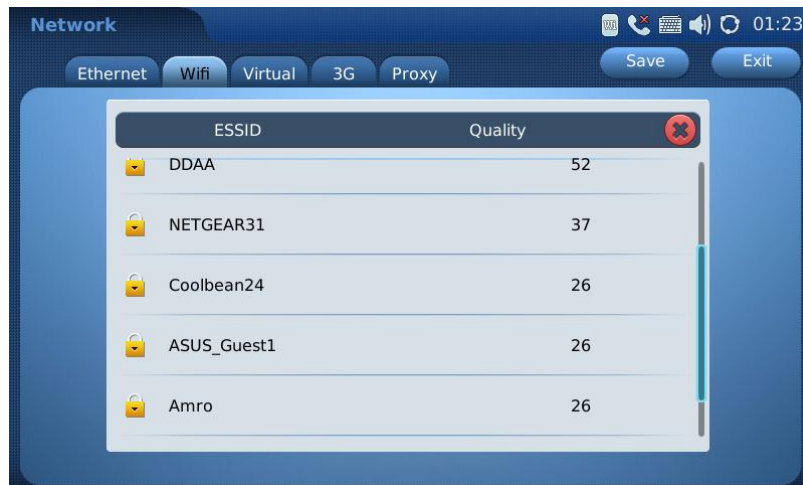 Network
01:23
Ethernet Wifi Virtual 3G Proxy Save Exit
ESSID Quality
DDAA 52
NETGEAR31 37
Coolbean24 26
ASUS_Guest1 26
Amro 26